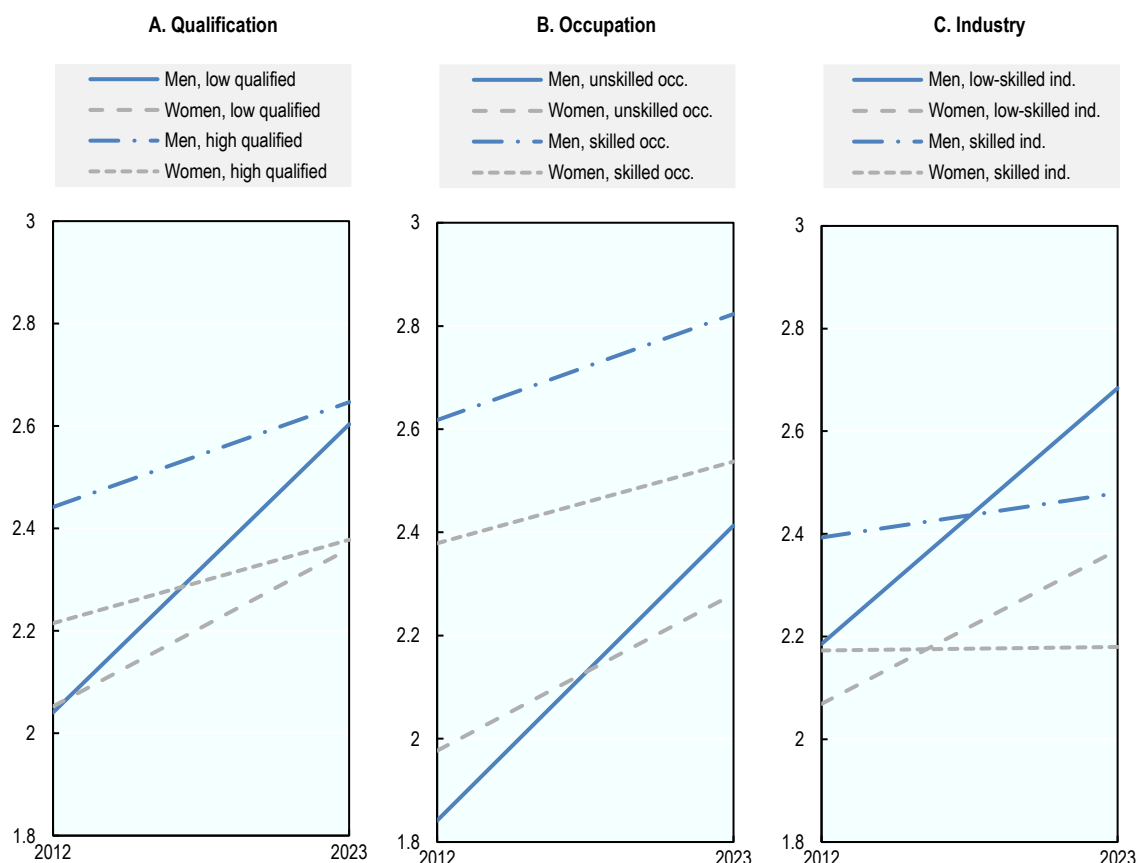 A. Qualification
Men, low qualified
Women, low qualified
Men, high qualified
Women, high qualified
3
2.8
2.6
2.4
2.2
2
1.8
2012
2023
B. Occupation
Men, unskilled occ.
Women, unskilled occ.
Men, skilled occ.
Women, skilled occ.
3
2.8
2.6
2.4
2.2
2
1.8
2012
2023
C. Industry
Men, low-skilled ind.
Women, low-skilled ind.
Men, skilled ind.
Women, skilled ind.
3
2.8
2.6
2.4
2.2
2
1.8
2012
2023